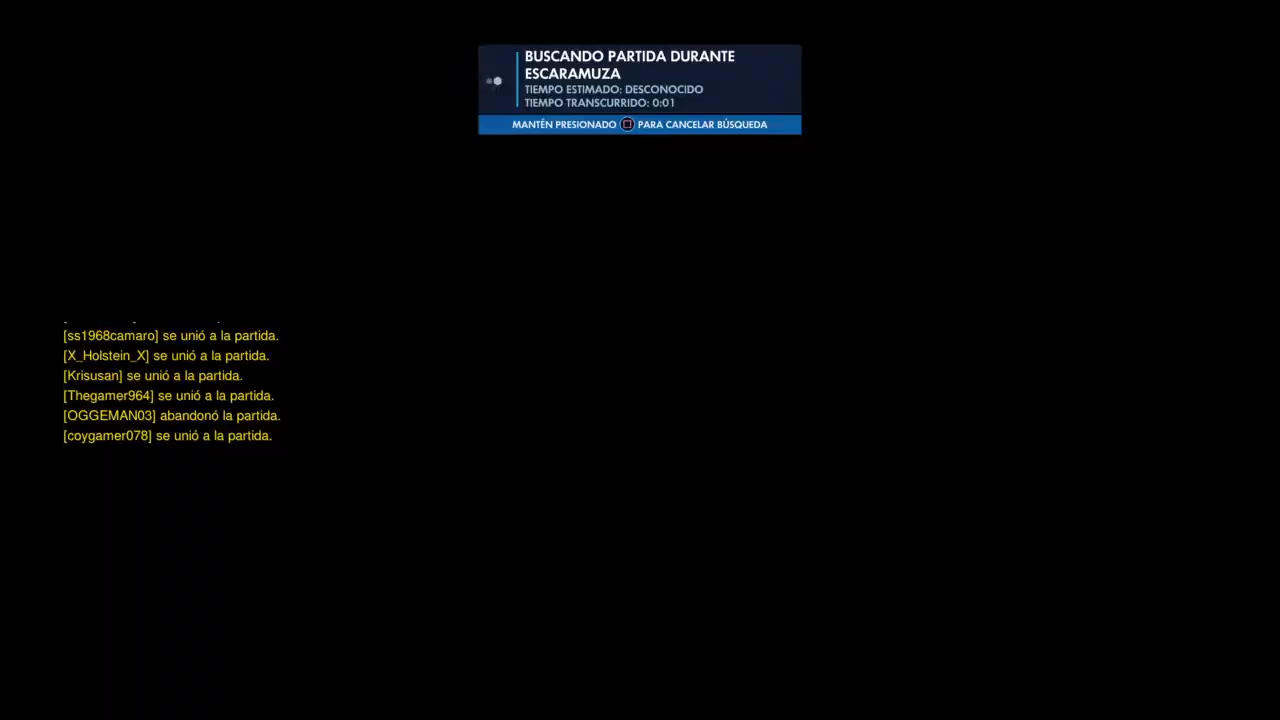 BUSCANDO PARTIDA DURANTE
ESCARAMUZA
TIEMPO ESTIMADO: DESCONOCIDO
TIEMPO TRANSCURRIDO: 0:01
MANTÉN PRESIONADO PARA CANCELAR BÚSQUEDA
[ss1968camaro] se unió a la partida.
[X_Holstein_X] se unió a la partida.
[Krisusan] se unió a la partida.
[Thegamer964] se unió a la partida.
[OGGEMAN03] abandonó la partida.
[coygamer078] se unió a la partida.